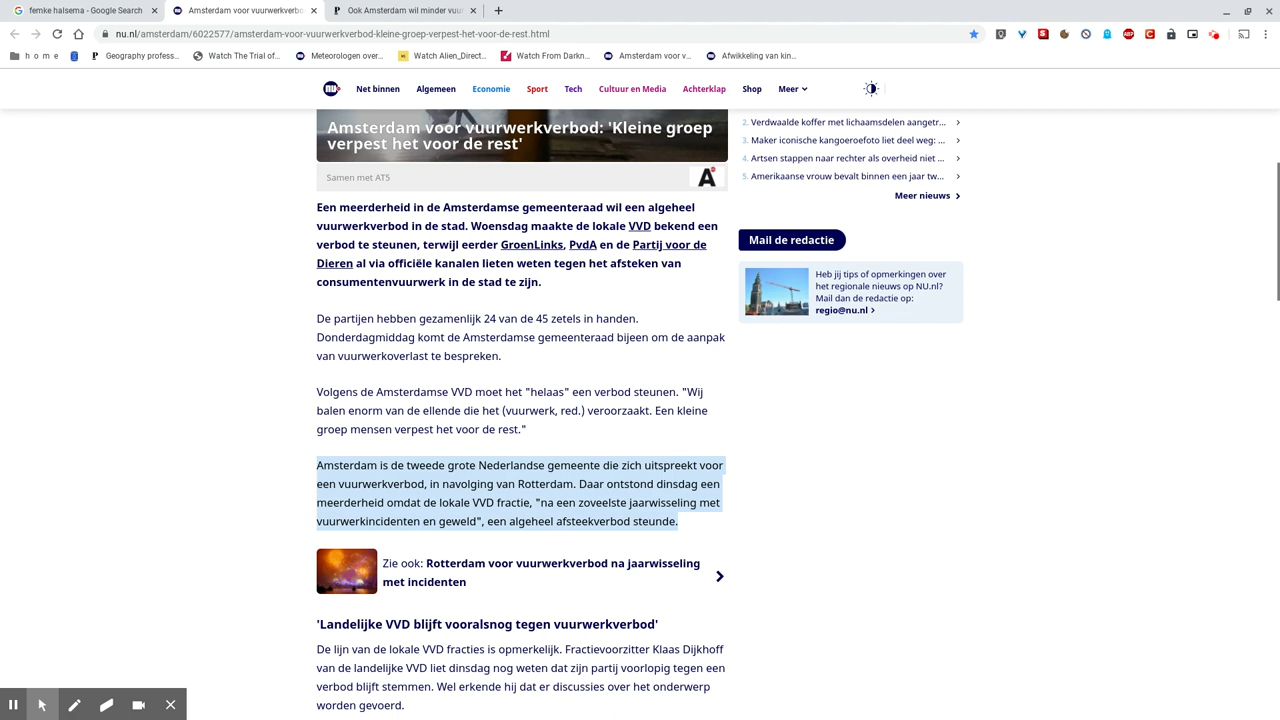 femke halsema - Google Search
Amsterdam voor vuurwerkverbo
Ook Amsterdam wil minder vuu
nu.nl/amsterdam/6022577/amsterdam-voor-vuurwerkverbod-kleine-groep-verpest-het-voor-de-rest.html
h o m e
Geography profess...
Watch The Trial of...
Meteorologen over...
Watch Alien_Direct...
Watch From Darkn...
Amsterdam voor v...
Afwikkeling van kin...
nu
Net binnen
Algemeen
Economie
Sport
Tech
Cultuur en Media
Achterklap
Shop
Meer
Amsterdam voor vuurwerkverbod: 'Kleine groep
verpest het voor de rest'
Samen met AT5
A
Een meerderheid in de Amsterdamse gemeenteraad wil een algeheel
vuurwerkverbod in de stad. Woensdag maakte de lokale VVD bekend een
verbod te steunen, terwijl eerder GroenLinks, PvdA en de Partij voor de
Dieren al via officiële kanalen lieten weten tegen het afsteken van
consumentenvuurwerk in de stad te zijn.
De partijen hebben gezamenlijk 24 van de 45 zetels in handen.
Donderdagmiddag komt de Amsterdamse gemeenteraad bijeen om de aanpak
van vuurwerkoverlast te bespreken.
Volgens de Amsterdamse VVD moet het "helaas" een verbod steunen. "Wij
balen enorm van de ellende die het (vuurwerk, red.) veroorzaakt. Een kleine
groep mensen verpest het voor de rest."
Amsterdam is de tweede grote Nederlandse gemeente die zich uitspreekt voor
een vuurwerkverbod, in navolging van Rotterdam. Daar ontstond dinsdag een
meerderheid omdat de lokale VVD fractie, "na een zoveelste jaarwisseling met
vuurwerkincidenten en geweld", een algeheel afsteekverbod steunde.
Zie ook: Rotterdam voor vuurwerkverbod na jaarwisseling
met incidenten
'Landelijke VVD blijft vooralsnog tegen vuurwerkverbod'
De lijn van de lokale VVD fracties is opmerkelijk. Fractievoorzitter Klaas Dijkhoff
van de landelijke VVD liet dinsdag nog weten dat zijn partij voorlopig tegen een
verbod blijft stemmen. Wel erkende hij dat er discussies over het onderwerp
worden gevoerd.
2. Verdwaalde koffer met lichaamsdelen aangetr...
3. Maker iconische kangoeroefoto liet deel weg: ...
4. Artsen stappen naar rechter als overheid niet ...
5. Amerikaanse vrouw bevalt binnen een jaar tw...
Meer nieuws
Mail de redactie
Heb jij tips of opmerkingen over
het regionale nieuws op NU.nl?
Mail dan de redactie op:
regio@nu.nl